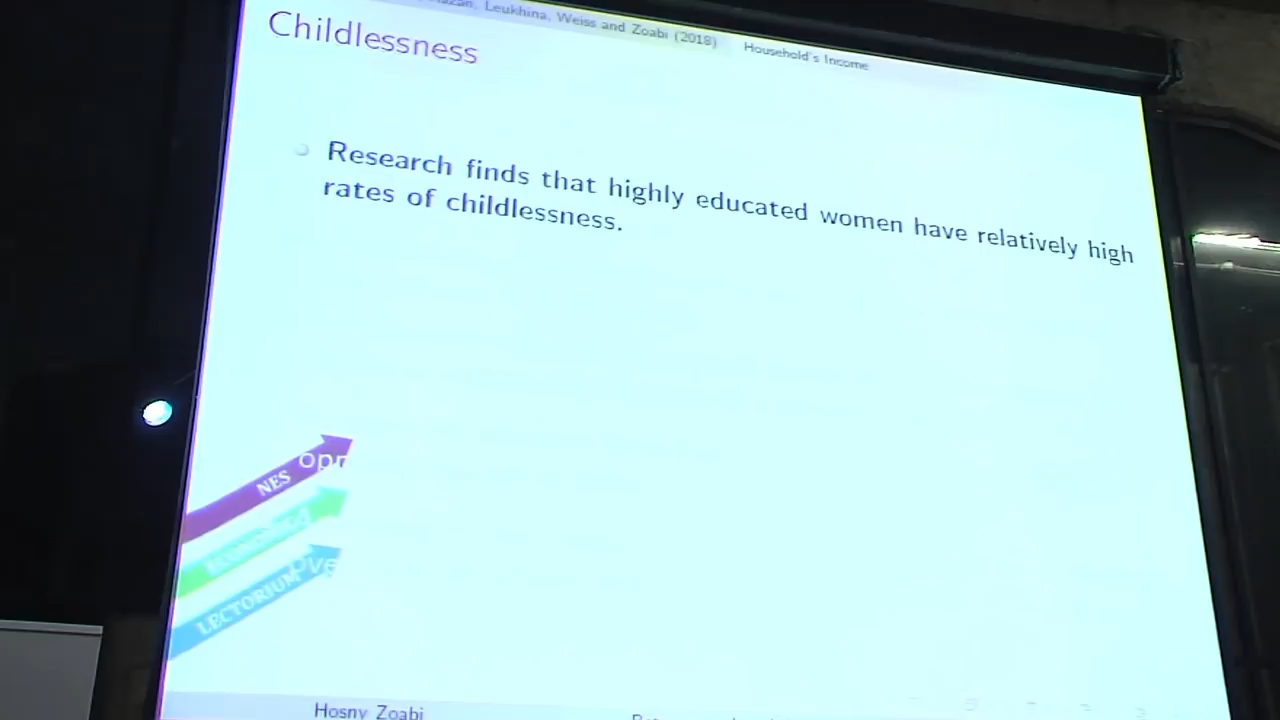 Leukhina, Weiss and Zoabi (2018) Household's Income
Childlessness
Research finds that highly educated women have relatively high
rates of childlessness.
NES
LECTORIUM
Hosny Zoabi